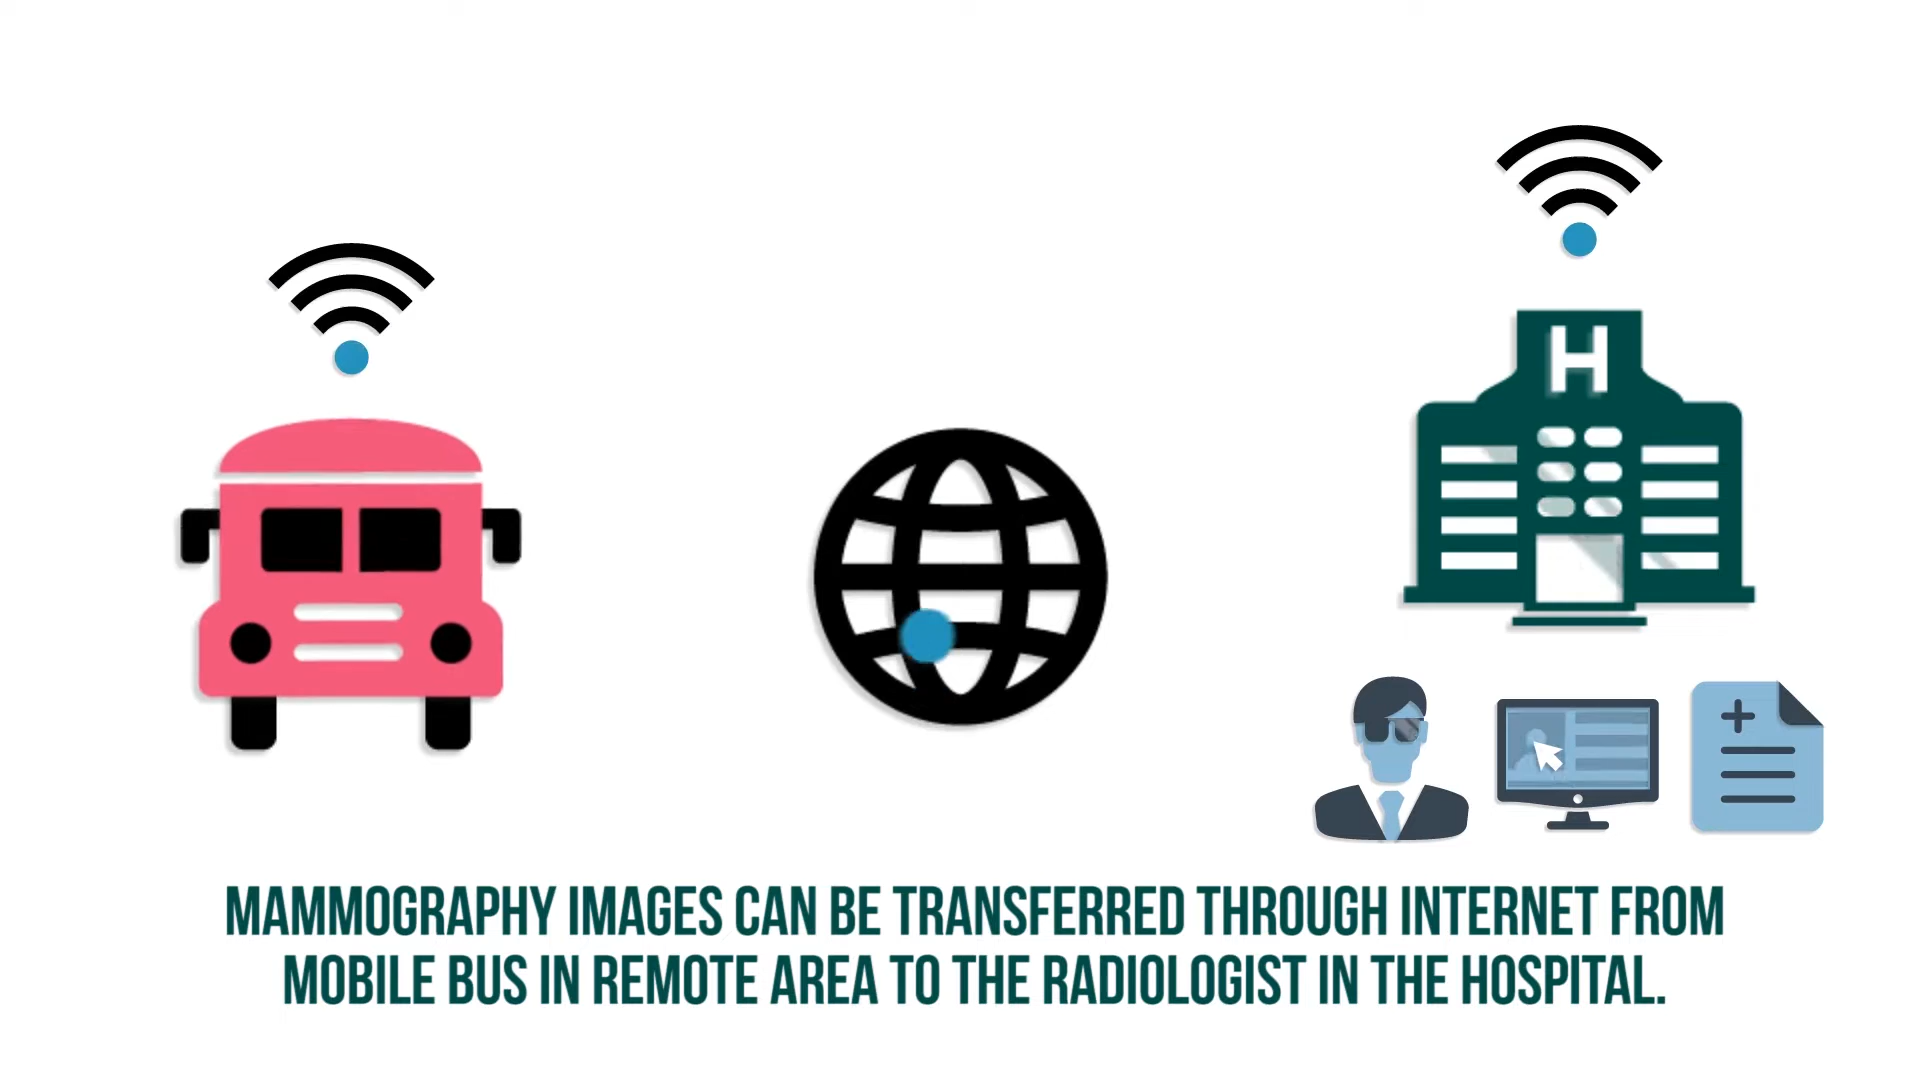 H
MAMMOGRAPHY IMAGES CAN BE TRANSFERRED THROUGH INTERNET FROM
MOBILE BUS IN REMOTE AREA TO THE RADIOLOGIST IN THE HOSPITAL.